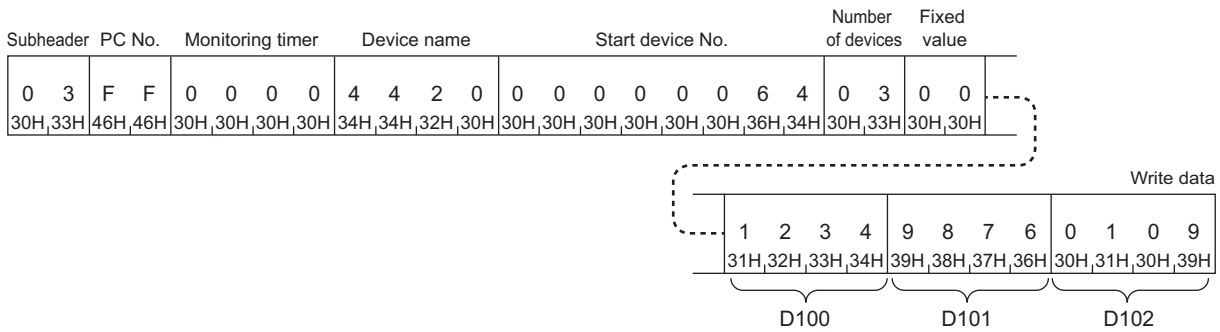 Subheader PC No. Monitoring timer Device name Start device No. Number of devices Fixed value
0 3 F F 0 0 0 0 4 4 2 0 0 0 0 0 0 0 6 4 0 3 0 0
30H 33H 46H 46H 30H 30H 30H 30H 34H 34H 32H 30H 30H 30H 30H 30H 30H 30H 36H 34H 30H 33H 30H 30H
Write data
1 2 3 4 9 8 7 6 0 1 0 9
31H 32H 33H 34H 39H 38H 37H 36H 30H 31H 30H 39H
D100 D101 D102